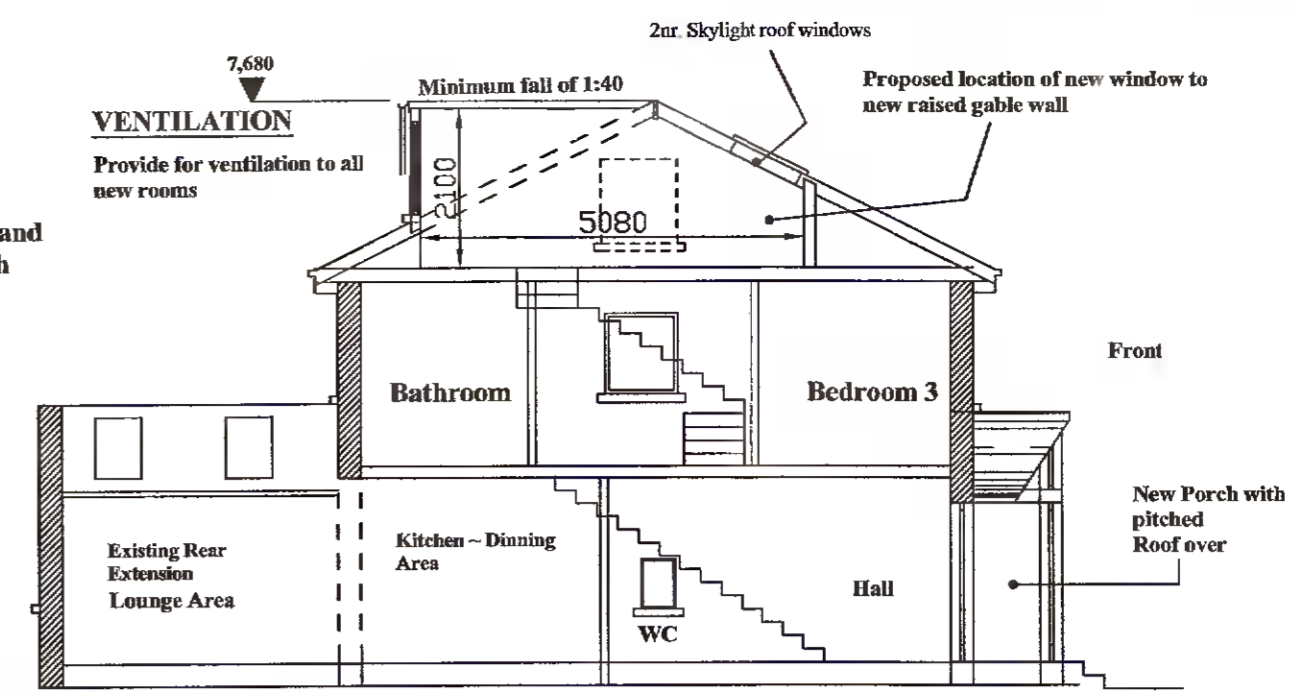 2nr. Skylight roof windows
7,680
Minimum fall of 1:40
Proposed location of new window to
new raised gable wall
VENTILATION
Provide for ventilation to all
new rooms
2100
5080
and
h
Front
Bathroom
Bedroom 3
New Porch with
pitched
Roof over
Existing Rear
Extension
Lounge Area
Kitchen ~ Dinning
Area
Hall
WC